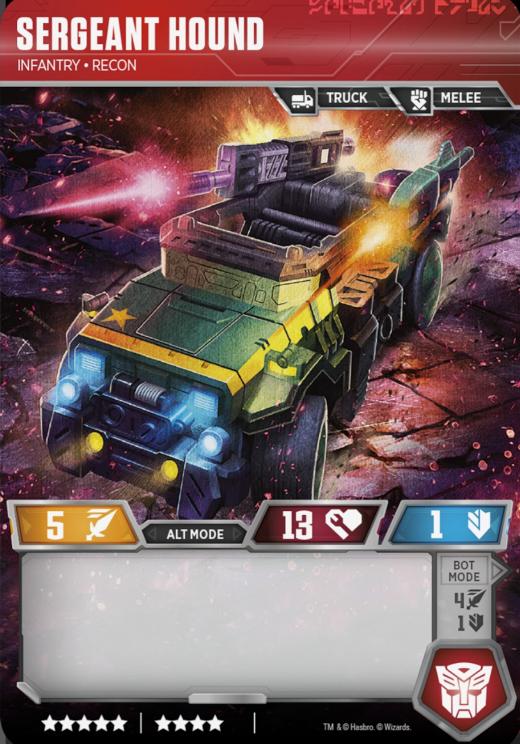 SERGEANT HOUND
INFANTRY • RECON
TRUCK
MELEE
5
ALT MODE
13
1
BOT
MODE
4
1
TM & © Hasbro. © Wizards.